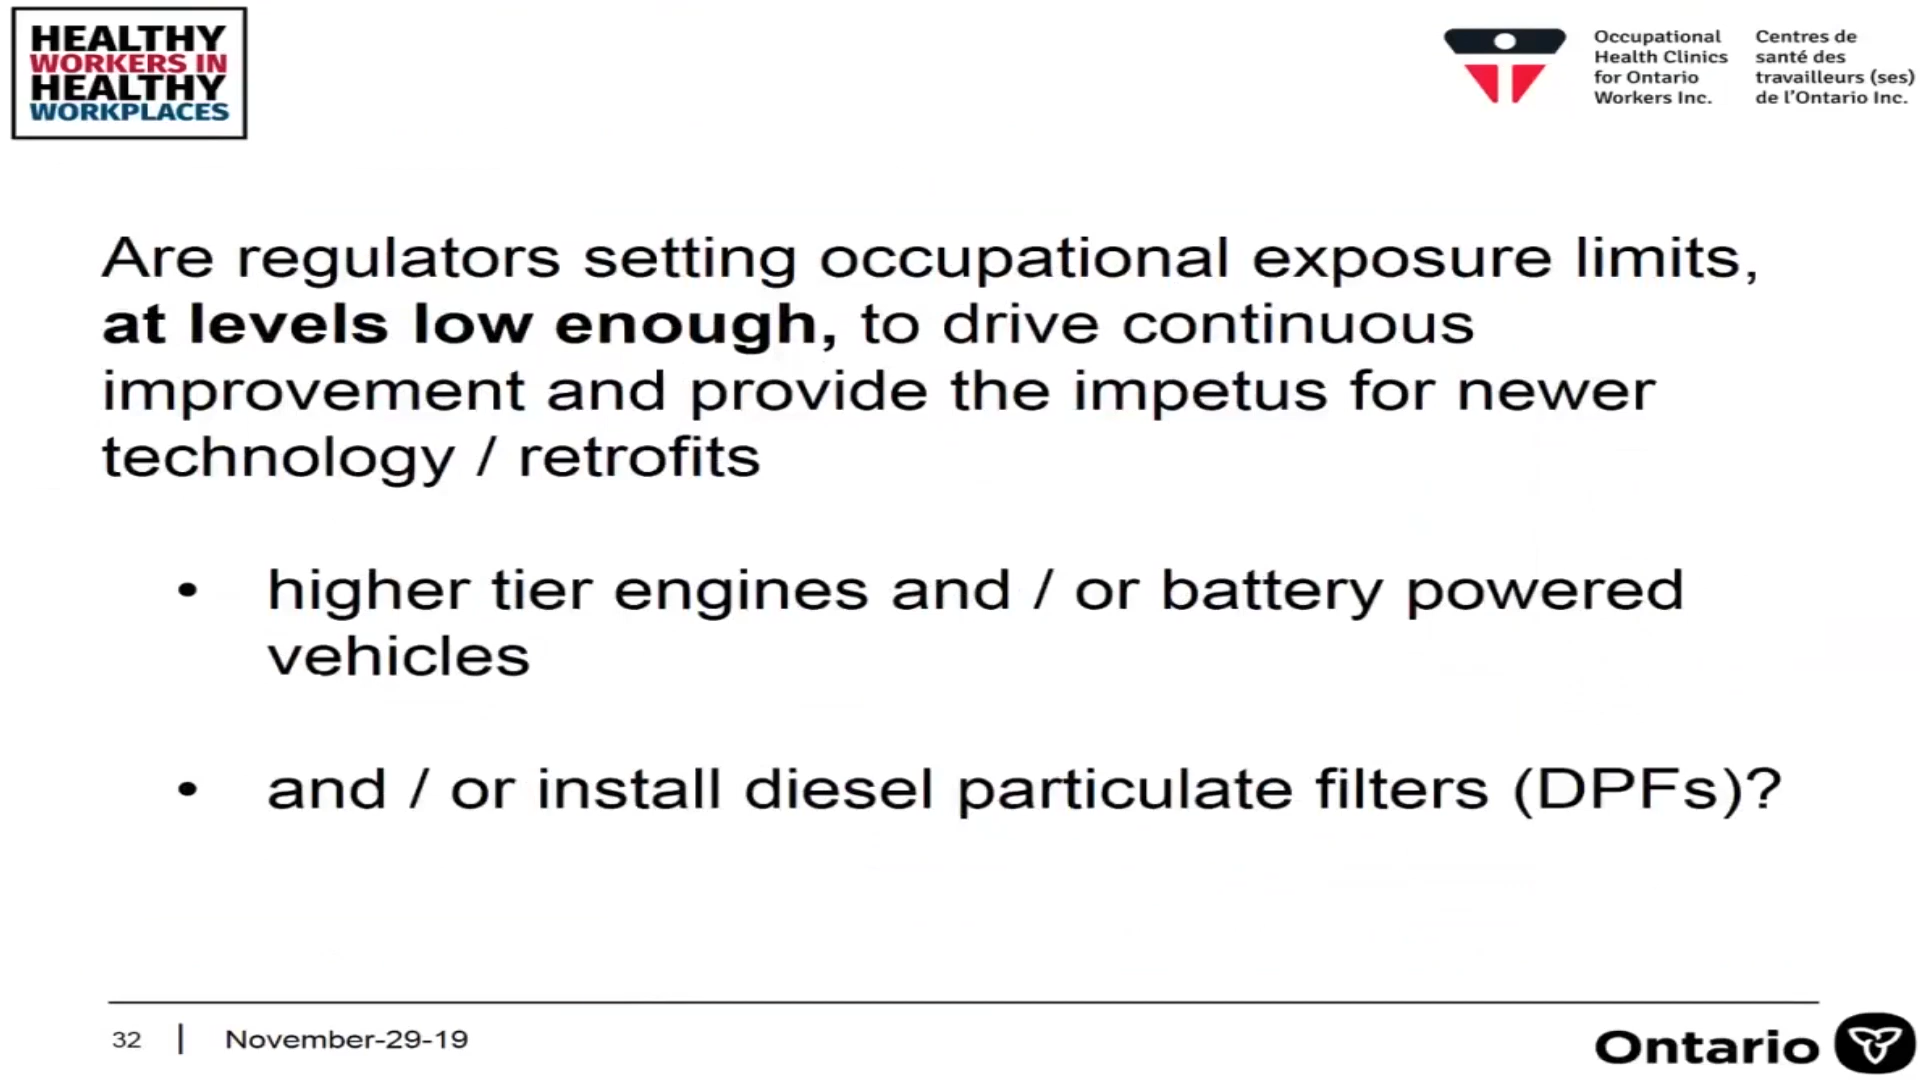 HEALTHY
WORKERS IN
HEALTHY
WORKPLACES
Occupational
Health Clinics
for Ontario
Workers Inc.
Centres de
santé des
travailleurs (ses)
de l'Ontario Inc.
Are regulators setting occupational exposure limits,
at levels low enough, to drive continuous
improvement and provide the impetus for newer
technology / retrofits
• higher tier engines and / or battery powered
vehicles
• and / or install diesel particulate filters (DPFs)?
32 | November-29-19
Ontario